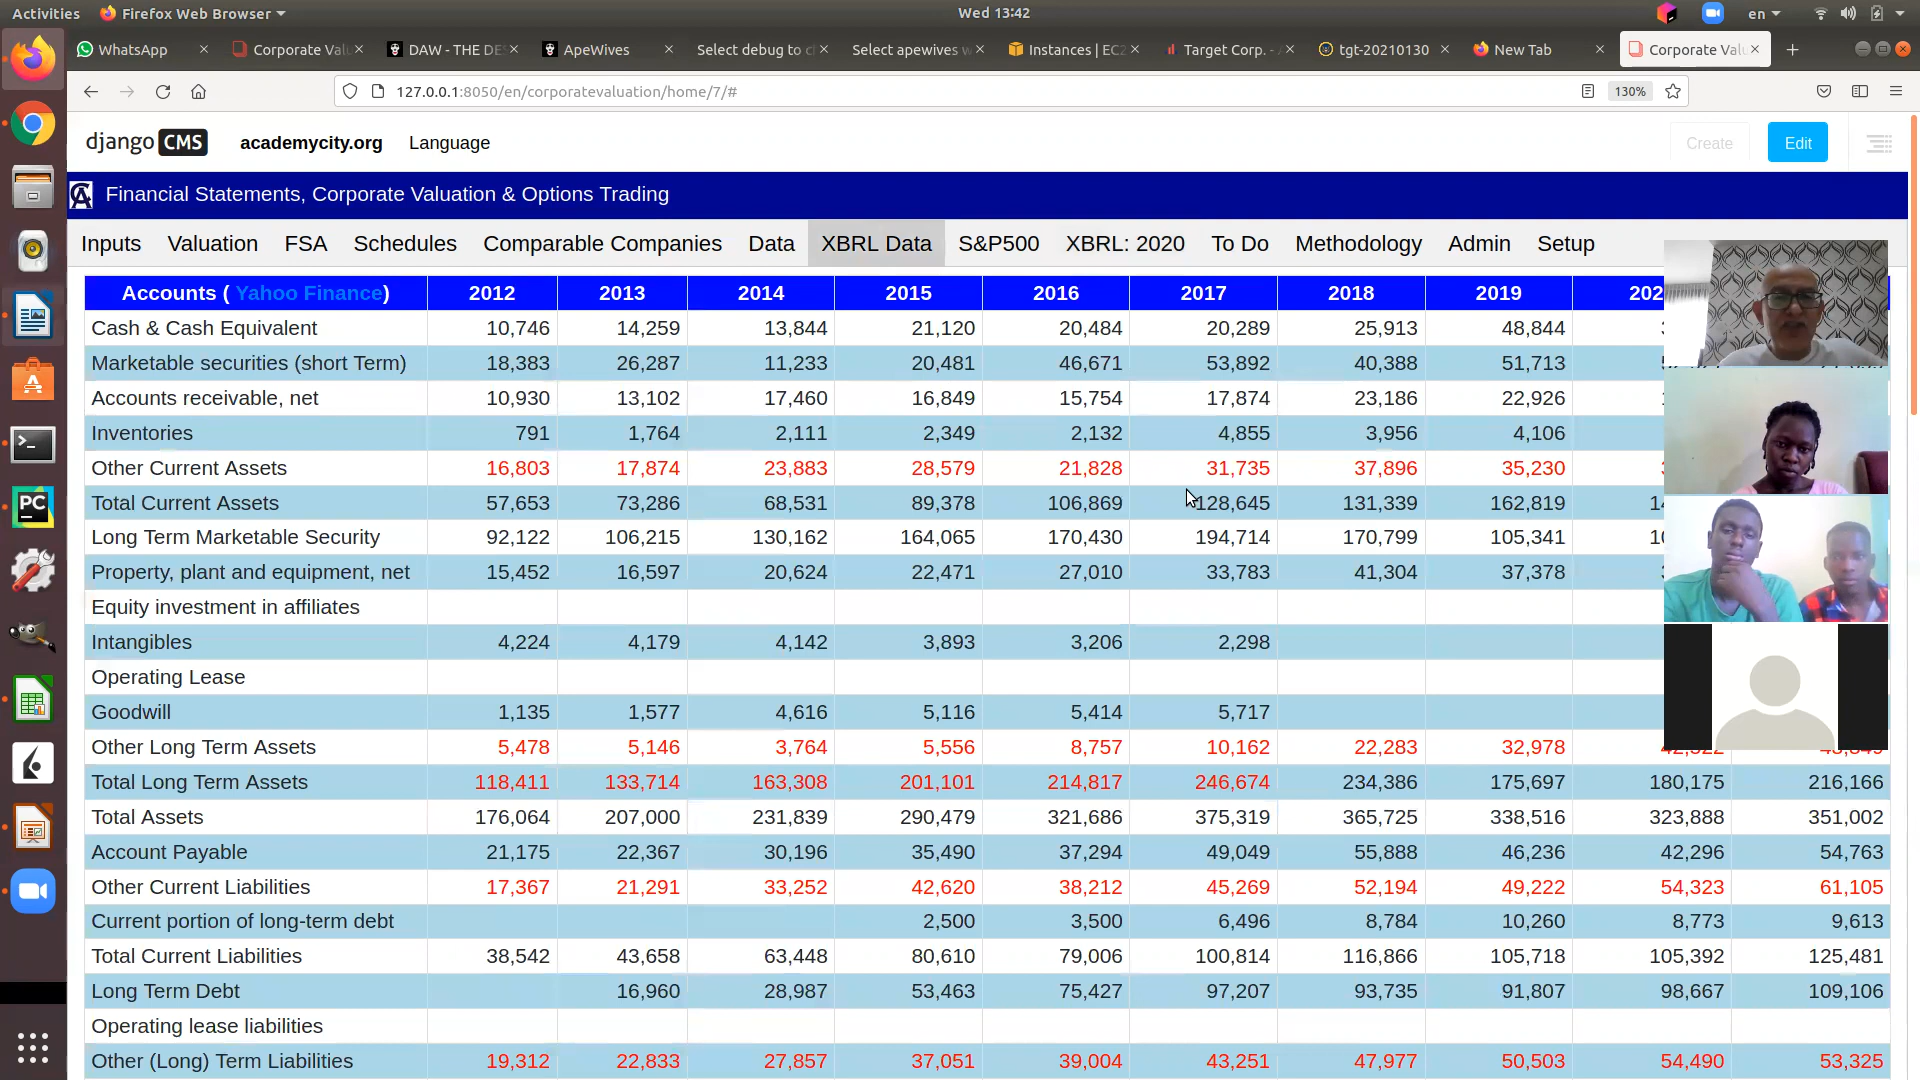 Activities Firefox Web Browser Wed 13:42 en
WhatsApp Corporate Val DAW - THE DES ApeWives Select debug to c Select apewives w Instances | EC2 Target Corp. - tgt-20210130 New Tab Corporate Val
127.0.0.1:8050/en/corporatevaluation/home/7/# 130%
django CMS academycity.org Language Create Edit
Financial Statements, Corporate Valuation & Options Trading
Inputs Valuation FSA Schedules Comparable Companies Data XBRL Data S&P500 XBRL: 2020 To Do Methodology Admin Setup
Accounts ( Yahoo Finance) 2012 2013 2014 2015 2016 2017 2018 2019 202
Cash & Cash Equivalent 10,746 14,259 13,844 21,120 20,484 20,289 25,913 48,844
Marketable securities (short Term) 18,383 26,287 11,233 20,481 46,671 53,892 40,388 51,713
Accounts receivable, net 10,930 13,102 17,460 16,849 15,754 17,874 23,186 22,926
Inventories 791 1,764 2,111 2,349 2,132 4,855 3,956 4,106
Other Current Assets 16,803 17,874 23,883 28,579 21,828 31,735 37,896 35,230
Total Current Assets 57,653 73,286 68,531 89,378 106,869 128,645 131,339 162,819
Long Term Marketable Security 92,122 106,215 130,162 164,065 170,430 194,714 170,799 105,341
Property, plant and equipment, net 15,452 16,597 20,624 22,471 27,010 33,783 41,304 37,378
Equity investment in affiliates
Intangibles 4,224 4,179 4,142 3,893 3,206 2,298
Operating Lease
Goodwill 1,135 1,577 4,616 5,116 5,414 5,717
Other Long Term Assets 5,478 5,146 3,764 5,556 8,757 10,162 22,283 32,978
Total Long Term Assets 118,411 133,714 163,308 201,101 214,817 246,674 234,386 175,697 180,175 216,166
Total Assets 176,064 207,000 231,839 290,479 321,686 375,319 365,725 338,516 323,888 351,002
Account Payable 21,175 22,367 30,196 35,490 37,294 49,049 55,888 46,236 42,296 54,763
Other Current Liabilities 17,367 21,291 33,252 42,620 38,212 45,269 52,194 49,222 54,323 61,105
Current portion of long-term debt 2,500 3,500 6,496 8,784 10,260 8,773 9,613
Total Current Liabilities 38,542 43,658 63,448 80,610 79,006 100,814 116,866 105,718 105,392 125,481
Long Term Debt 16,960 28,987 53,463 75,427 97,207 93,735 91,807 98,667 109,106
Operating lease liabilities
Other (Long) Term Liabilities 19,312 22,833 27,857 37,051 39,004 43,251 47,977 50,503 54,490 53,325